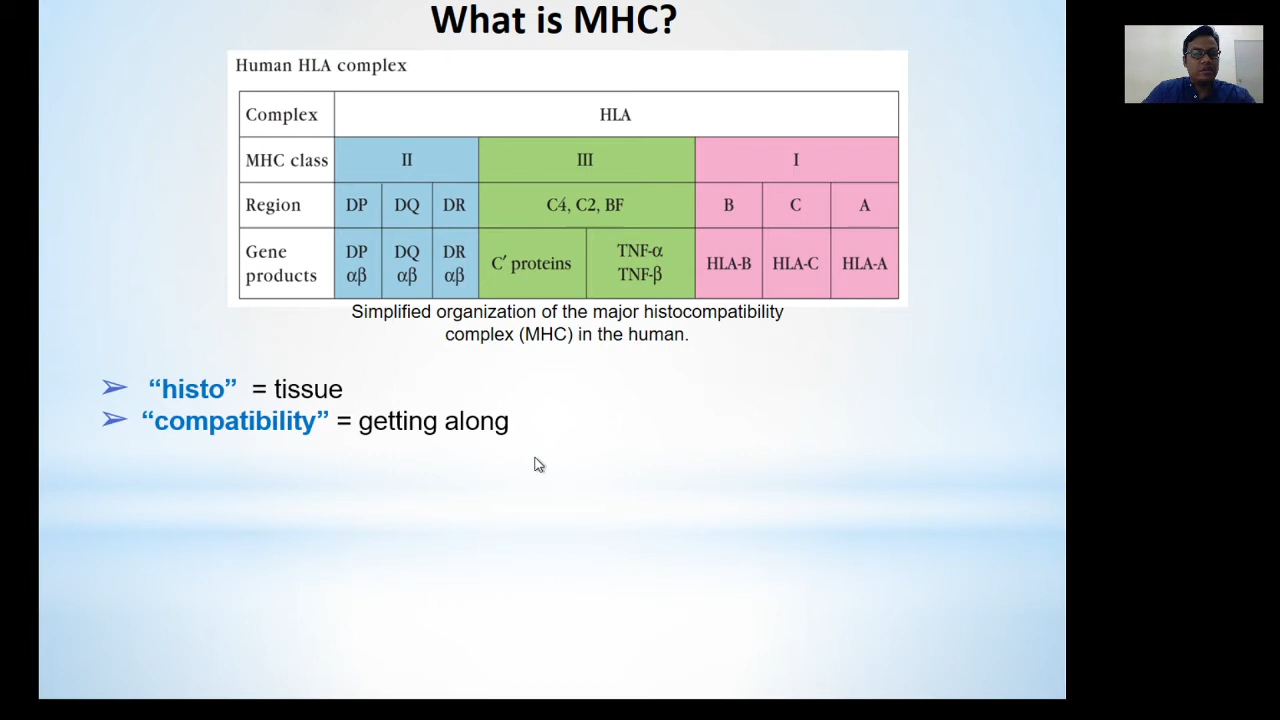 What is MHC?
Human HLA complex
Complex HLA
MHC class II III I
Region DP DQ DR C4, C2, BF B C A
Gene products DP αβ DQ αβ DR αβ C′ proteins TNF-α TNF-β HLA-B HLA-C HLA-A
Simplified organization of the major histocompatibility
complex (MHC) in the human.
➢ “histo” = tissue
➢ “compatibility” = getting along